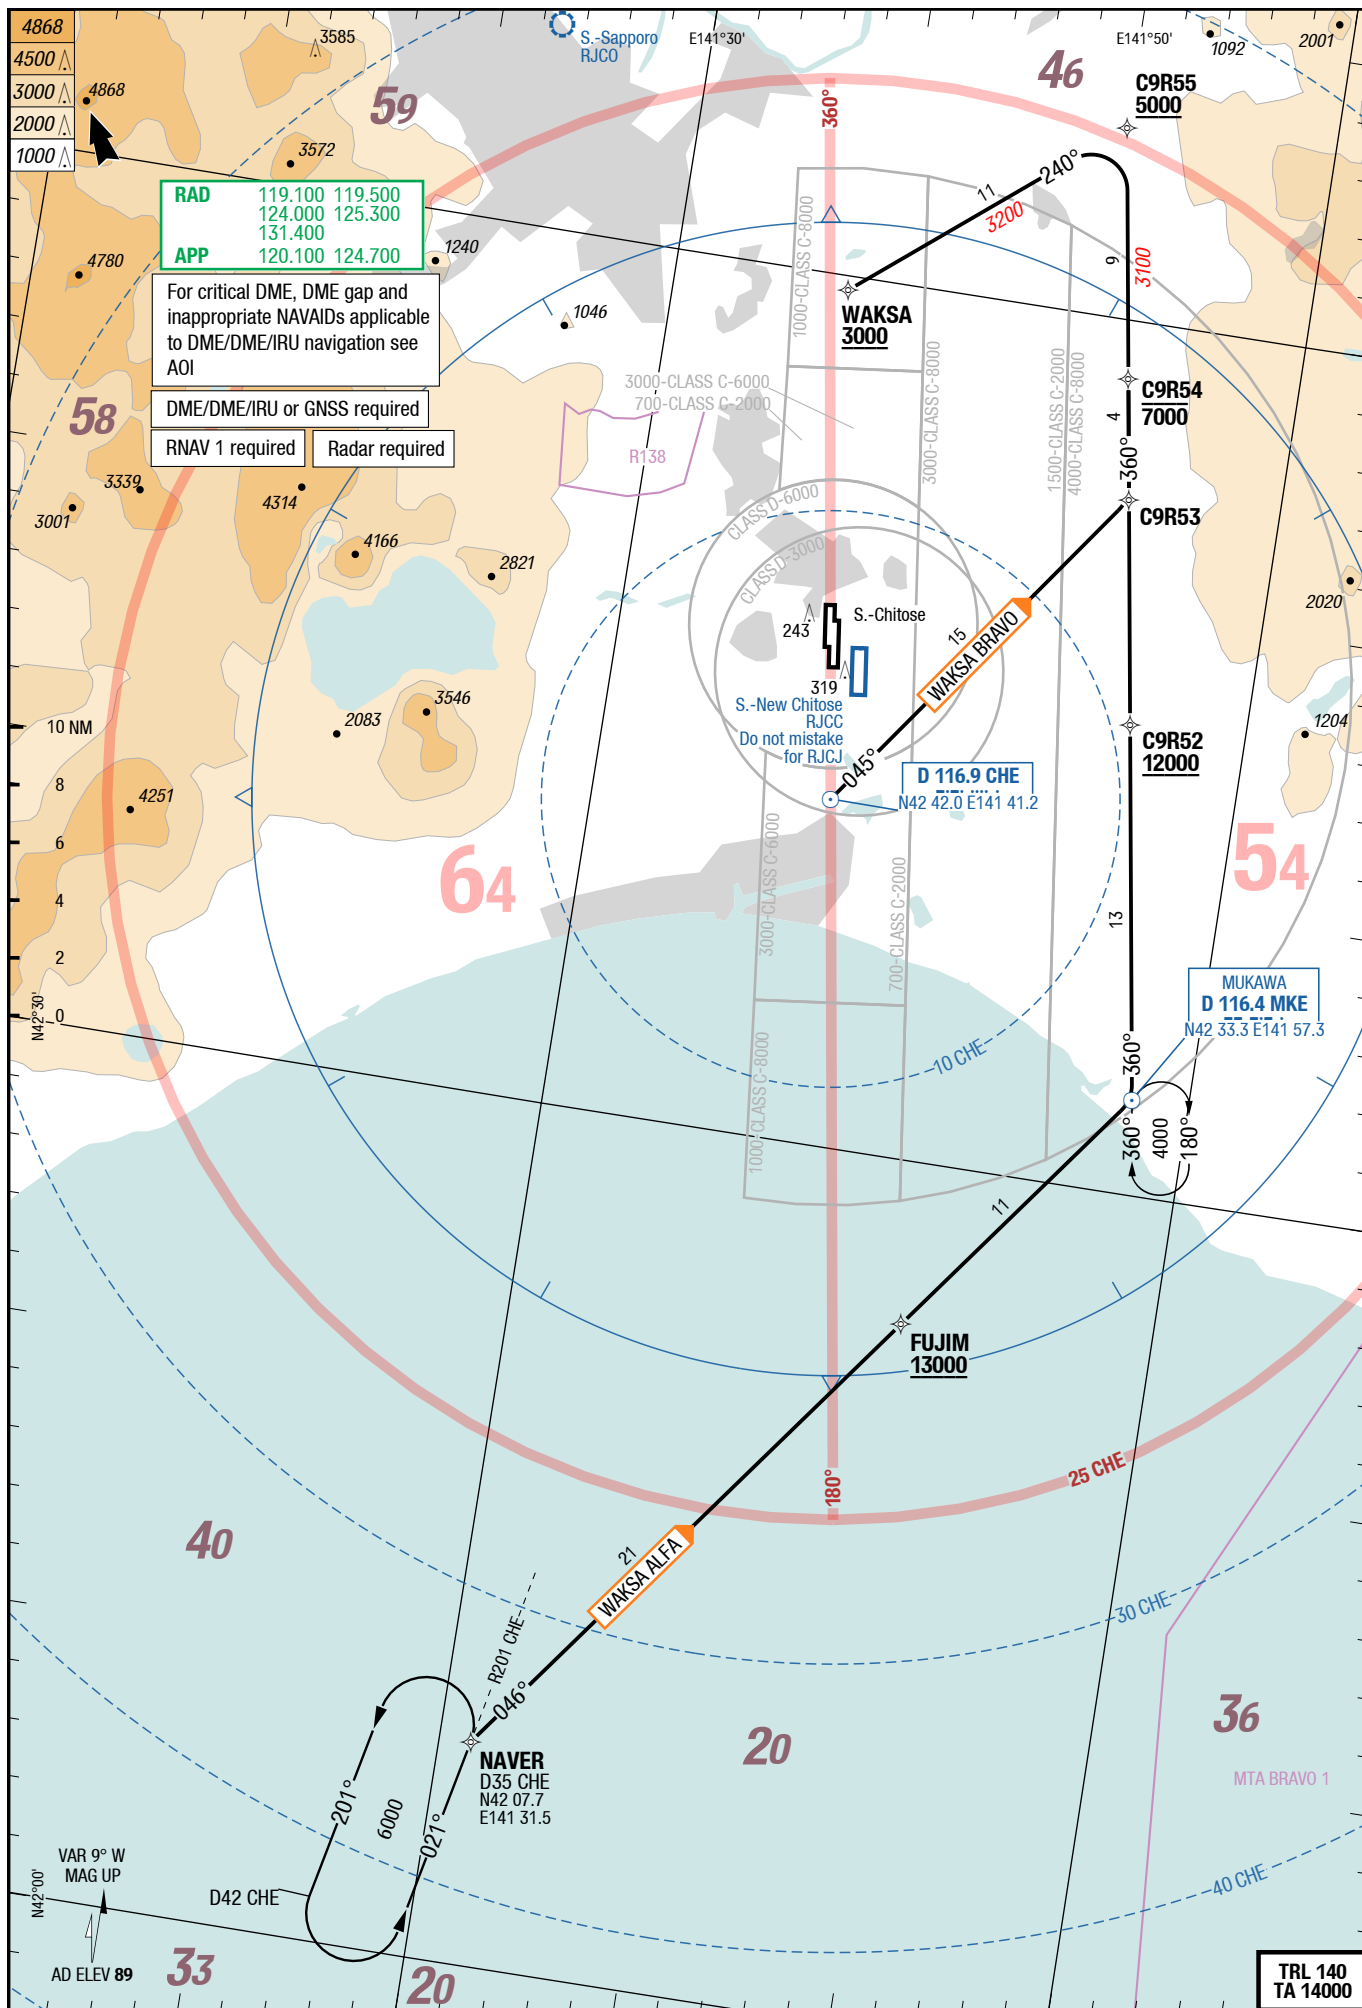 4868
4500
3000
2000
1000
4868
3585
S.-Sapporo
RJCO
E141°30'
E141°50'
1092
2001
59
46
360°
C9R55
5000
3572
RAD 119.100 119.500
124.000 125.300
131.400
APP 120.100 124.700
240°
11
3200
1240
4780
1000-CLASS C-8000
9
3100
For critical DME, DME gap and
inappropriate NAVAIDs applicable
to DME/DME/IRU navigation see
AOI
1046
WAKSA
3000
3000-CLASS C-8000
1500-CLASS C-2000
4000-CLASS C-8000
3000-CLASS C-6000
700-CLASS C-2000
C9R54
7000
58
DME/DME/IRU or GNSS required
RNAV 1 required
Radar required
4
360°
R138
3339
3001
4314
CLASS D-6000
C9R53
4166
2821
CLASS D-3000
2020
243
S.-Chitose
15
WAKSA BRAVO
319
S.-New Chitose
RJCC
Do not mistake
for RJCJ
3546
2083
10 NM
1204
C9R52
12000
045°
D 116.9 CHE
N42 42.0 E141 41.2
8
4251
6
64
54
4
3000-CLASS C-6000
700-CLASS C-2000
13
2
MUKAWA
D 116.4 MKE
N42 33.3 E141 57.3
N42°30'
0
10 CHE
360°
1000-CLASS C-8000
360°
4000
180°
11
FUJIM
13000
25 CHE
180°
40
21
WAKSA ALFA
30 CHE
R201 CHE
046°
36
20
NAVER
D35 CHE
N42 07.7
E141 31.5
MTA BRAVO 1
201°
6000
021°
VAR 9° W
MAG UP
N42°00'
D42 CHE
40 CHE
AD ELEV 89
33
20
TRL 140
TA 14000